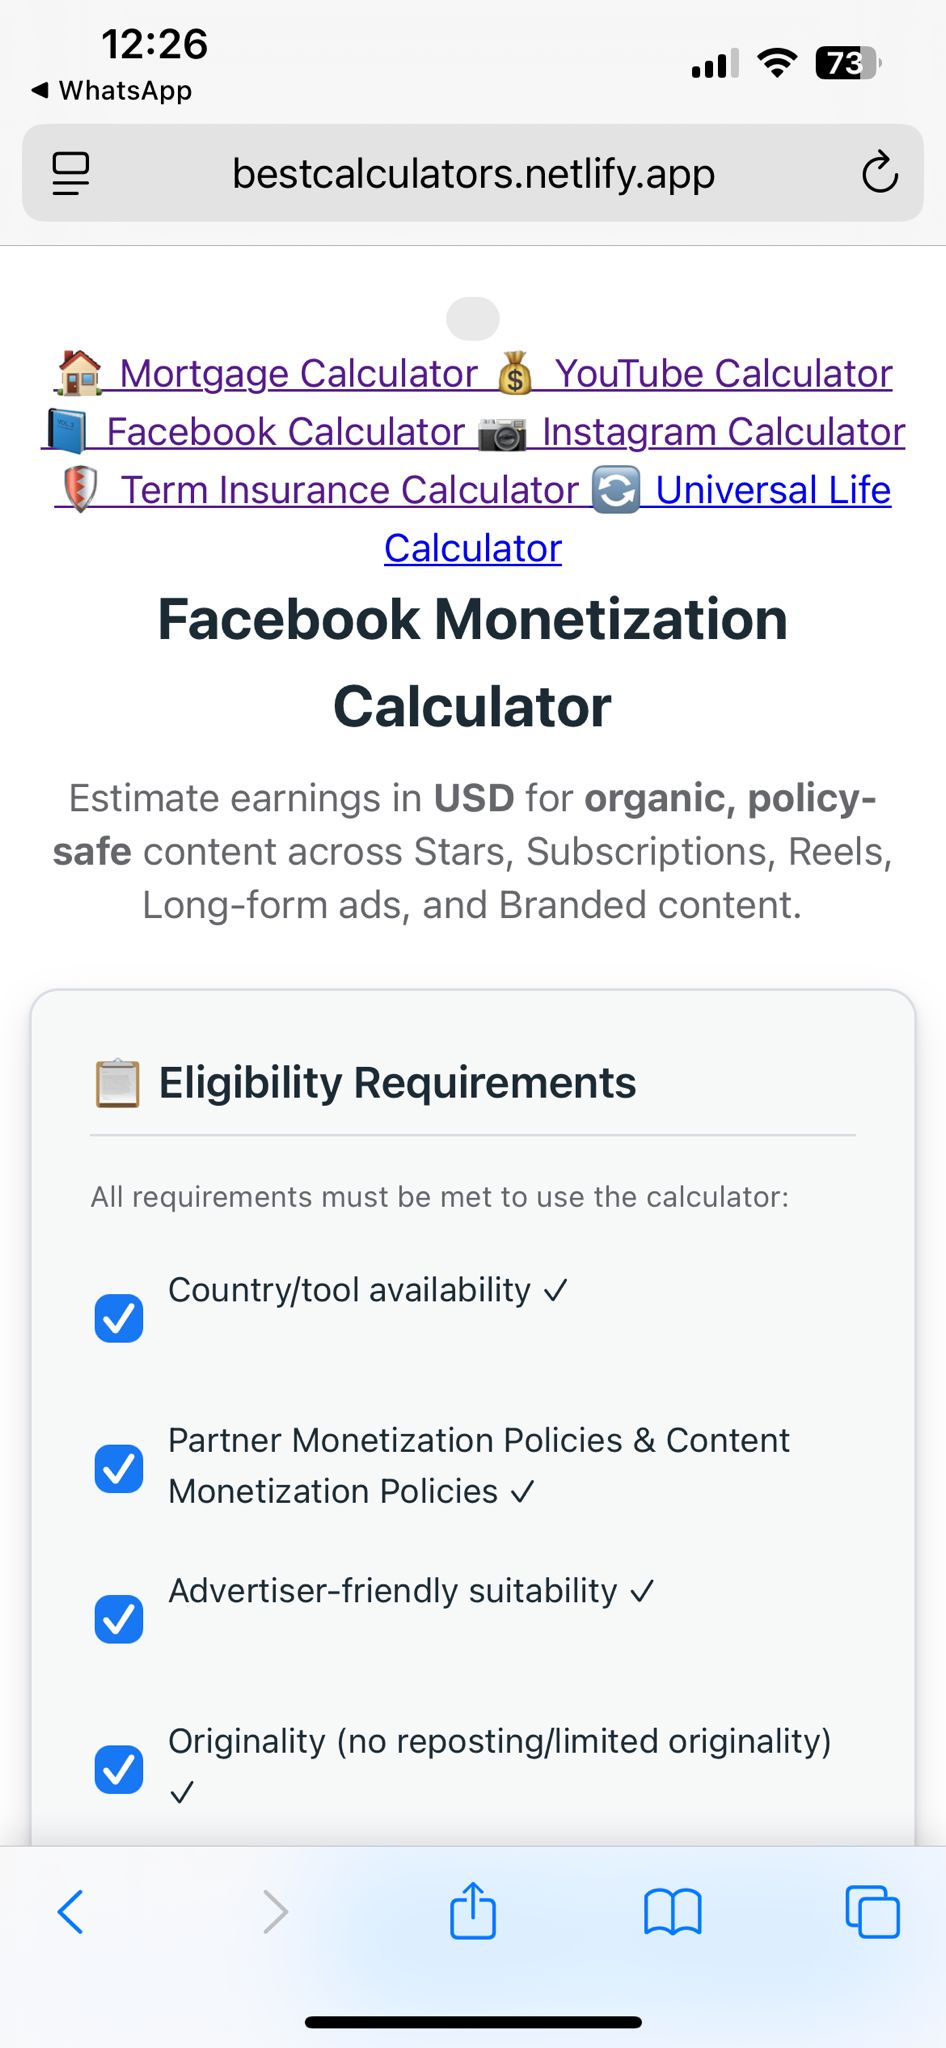 12:26
73
◀ WhatsApp
bestcalculators.netlify.app
🏠 Mortgage Calculator 💰 YouTube Calculator
📘 Facebook Calculator 📷 Instagram Calculator
🛡 Term Insurance Calculator 🔄 Universal Life
Calculator
Facebook Monetization
Calculator
Estimate earnings in USD for organic, policy-
safe content across Stars, Subscriptions, Reels,
Long-form ads, and Branded content.
📋 Eligibility Requirements
All requirements must be met to use the calculator:
Country/tool availability ✓
Partner Monetization Policies & Content
Monetization Policies ✓
Advertiser-friendly suitability ✓
Originality (no reposting/limited originality)
✓